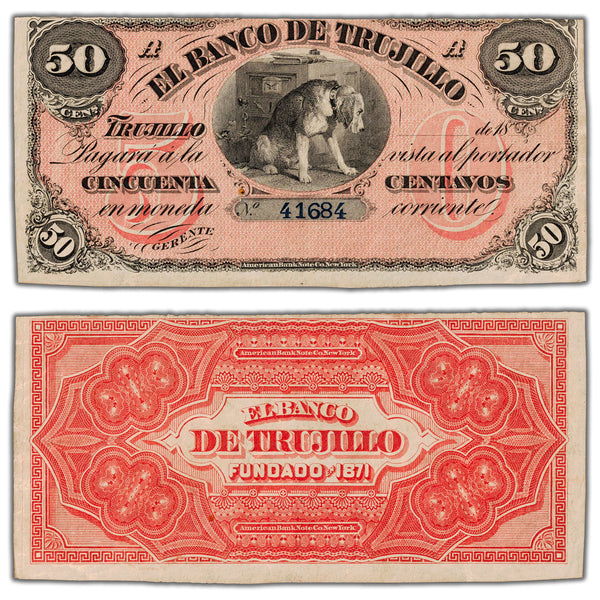 50 A EL BANCO DE TRUJILLO A 50
CENS. CENS.
TRUJILLO de 18
Pagará a la vista al portador
CINCUENTA CENTAVOS
en moneda No. 41684 corriente.
50 GERENTE 50
American Bank Note Co. New York
American Bank Note Co. New York
EL BANCO
DE TRUJILLO
FUNDADO EN 1871
American Bank Note Co. New York